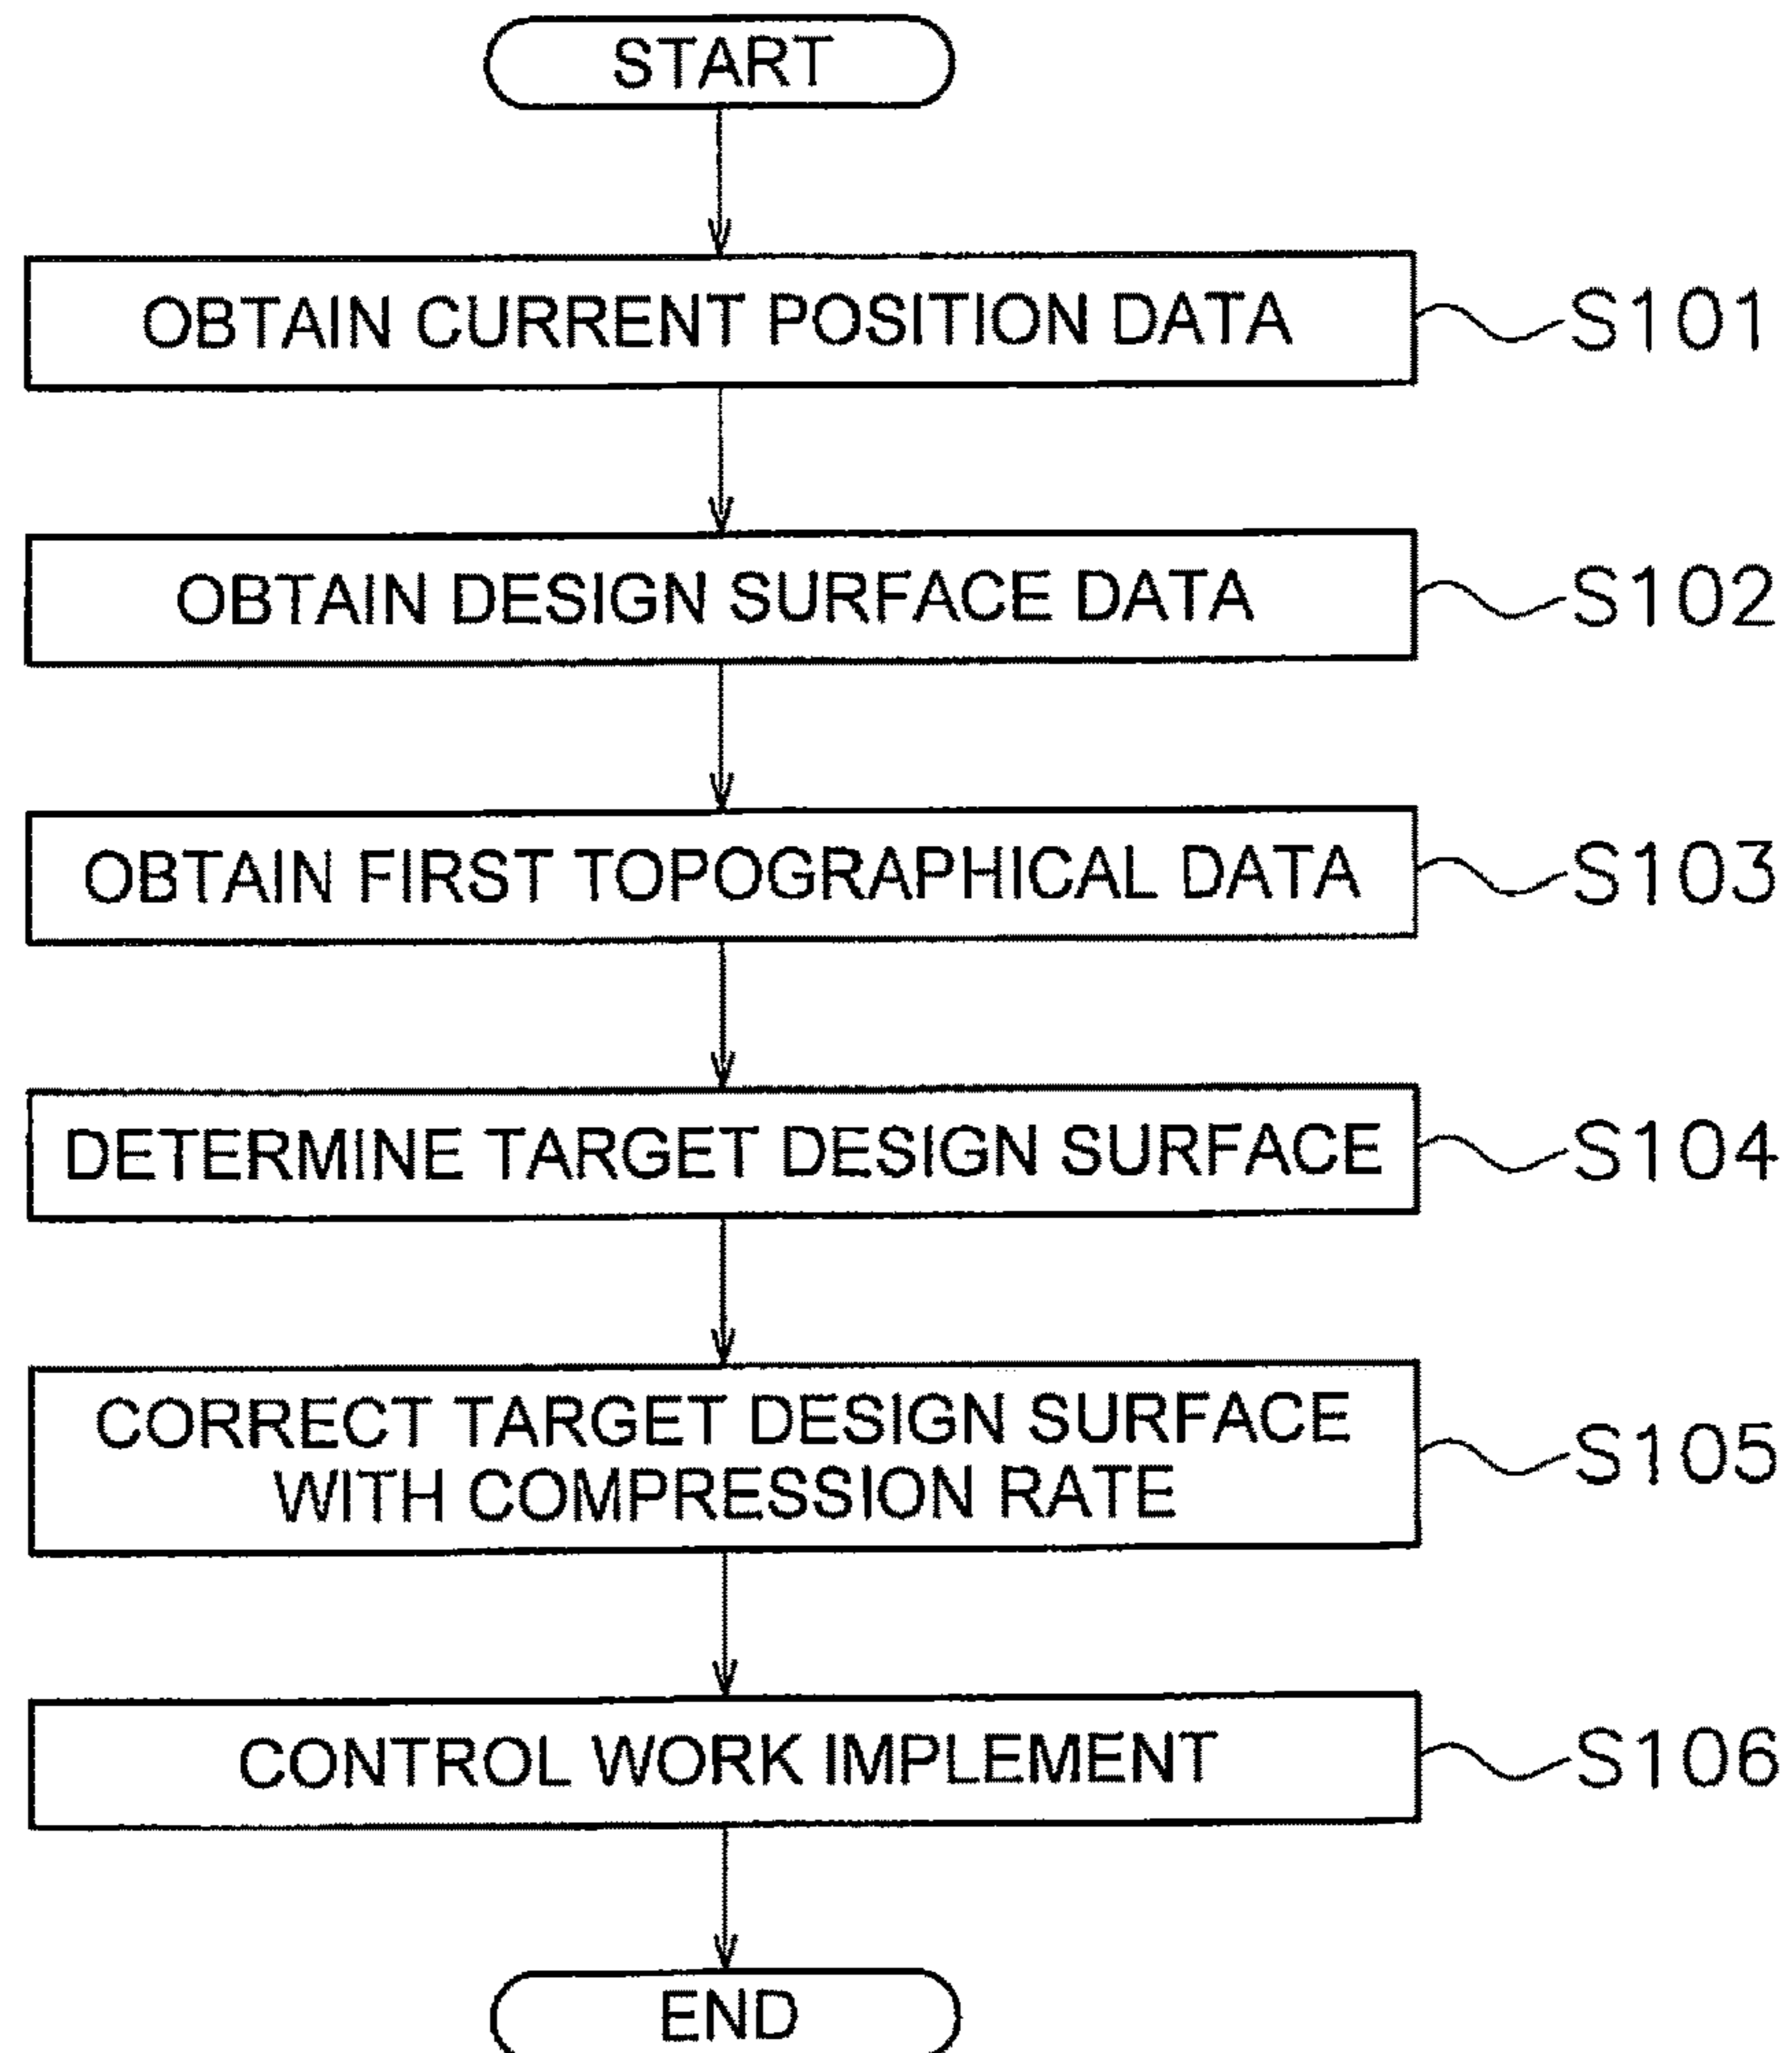 START
OBTAIN CURRENT POSITION DATA
S101
OBTAIN DESIGN SURFACE DATA
S102
OBTAIN FIRST TOPOGRAPHICAL DATA
S103
DETERMINE TARGET DESIGN SURFACE
S104
CORRECT TARGET DESIGN SURFACE
WITH COMPRESSION RATE
S105
CONTROL WORK IMPLEMENT
S106
END